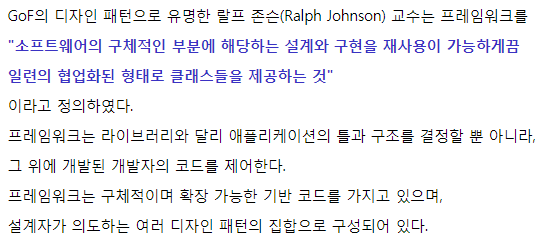 GoF의 디자인 패턴으로 유명한 랄프 존슨(Ralph Johnson) 교수는 프레임워크를
"소프트웨어의 구체적인 부분에 해당하는 설계와 구현을 재사용이 가능하게끔
일련의 협업화된 형태로 클래스들을 제공하는 것"
이라고 정의하였다.
프레임워크는 라이브러리와 달리 애플리케이션의 틀과 구조를 결정할 뿐 아니라,
그 위에 개발된 개발자의 코드를 제어한다.
프레임워크는 구체적이며 확장 가능한 기반 코드를 가지고 있으며,
설계자가 의도하는 여러 디자인 패턴의 집합으로 구성되어 있다.